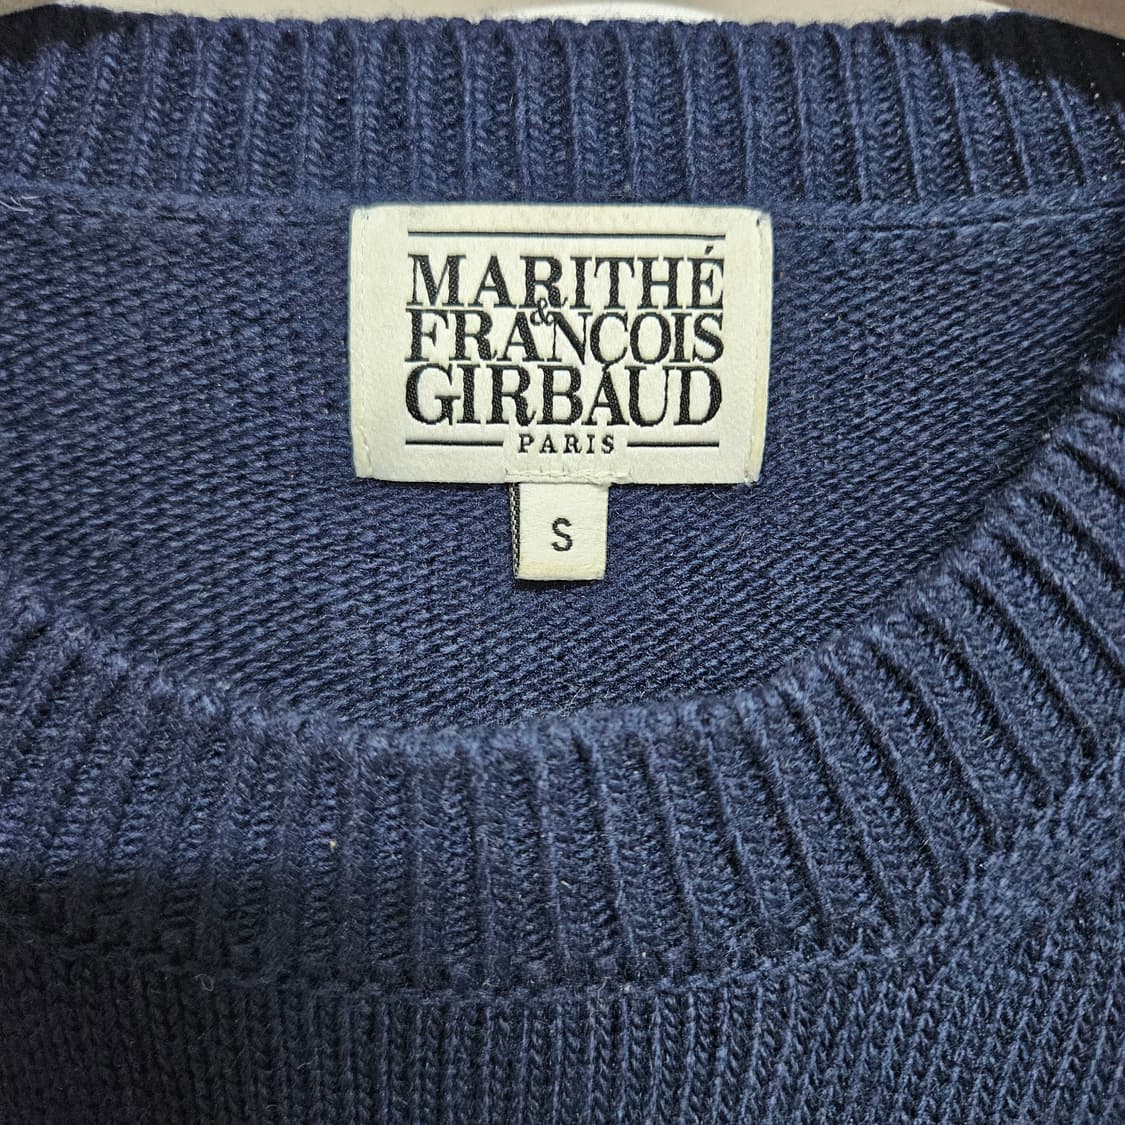 MARITHÉ
&
FRANCOIS
GIRBAUD
PARIS
S